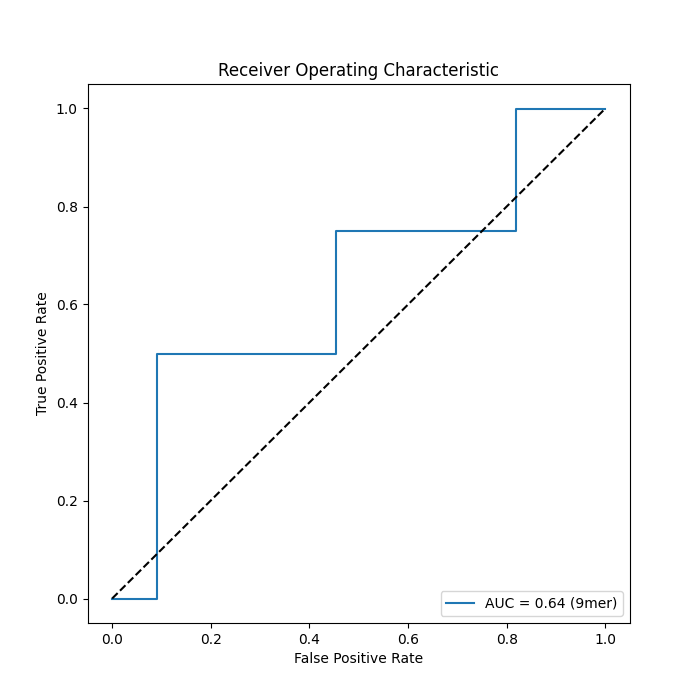 Receiver Operating Characteristic
True Positive Rate
1.0
0.8
0.6
0.4
0.2
0.0
AUC = 0.64 (9mer)
0.0 0.2 0.4 0.6 0.8 1.0
False Positive Rate